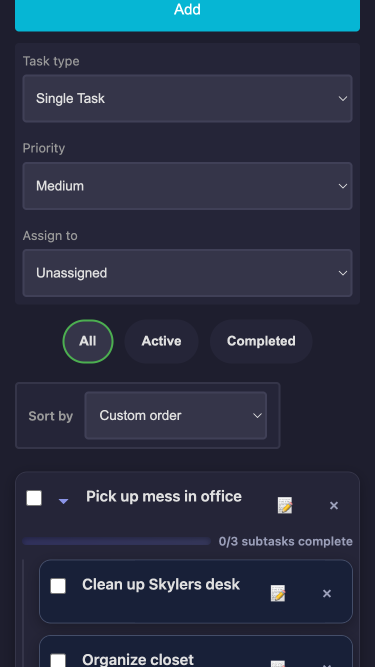 Add
Task type
Single Task
Priority
Medium
Assign to
Unassigned
All Active Completed
Sort by Custom order
Pick up mess in office
0/3 subtasks complete
Clean up Skylers desk
Organize closet